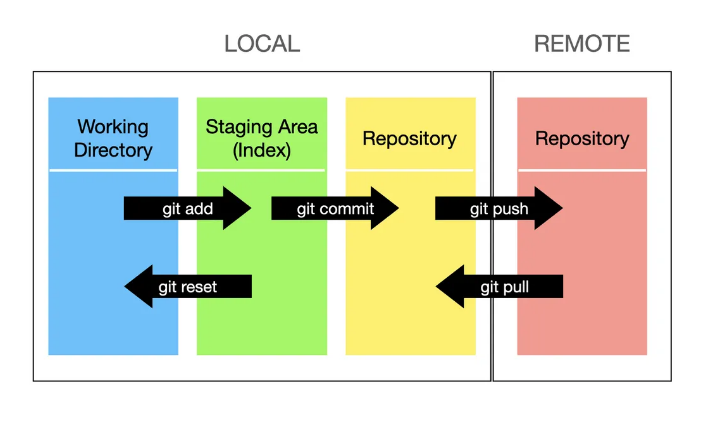 LOCAL
REMOTE
Working
Directory
Staging Area
(Index)
Repository
Repository
git add
git commit
git push
git reset
git pull